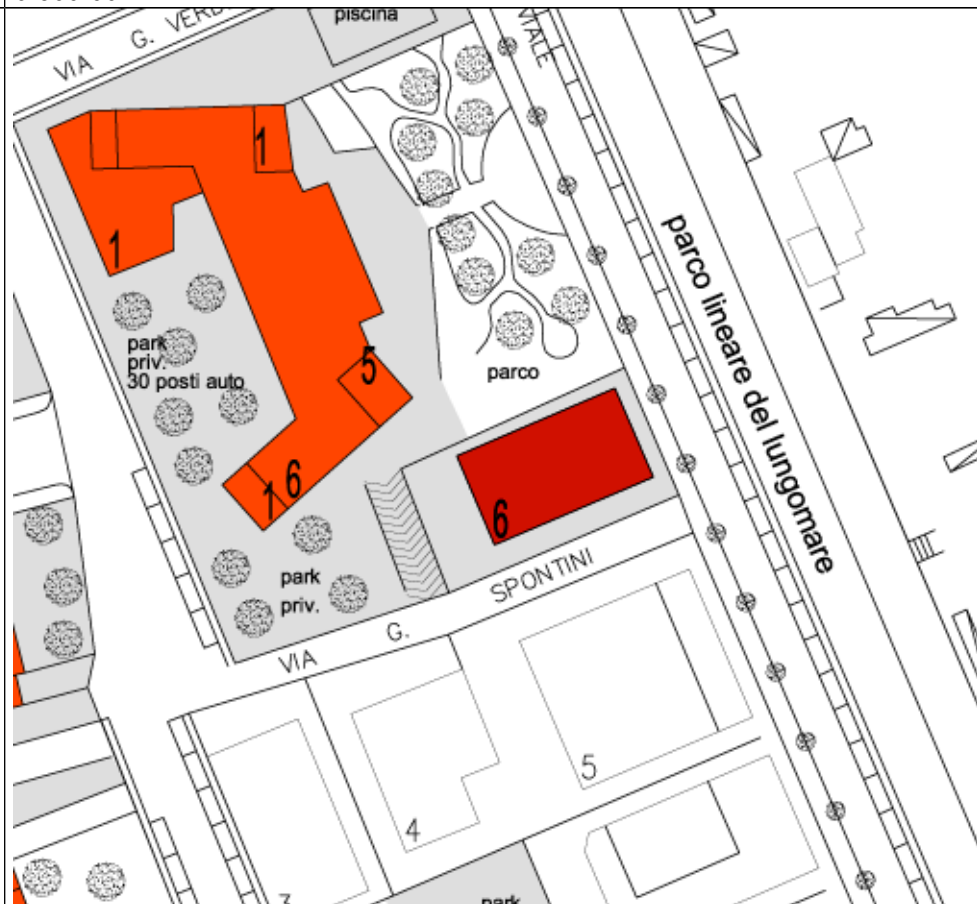 piscina
VIA G. VERDI
VIALE
1
1
parco lineare del lungomare
park
priv.
30 posti auto
5
parco
6
1
6
park
priv.
VIA G. SPONTINI
5
4
3
park